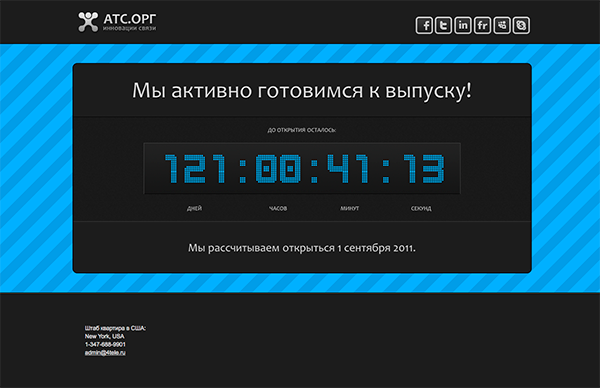 АТС.ОРГ
ИННОВАЦИИ СВЯЗИ
Мы активно готовимся к выпуску!
ДО ОТКРЫТИЯ ОСТАЛОСЬ:
121:00:41:13
ДНЕЙ ЧАСОВ МИНУТ СЕКУНД
Мы рассчитываем открыться 1 сентября 2011.
Штаб квартира в США:
New York, USA
1-347-688-9901
admin@4tele.ru